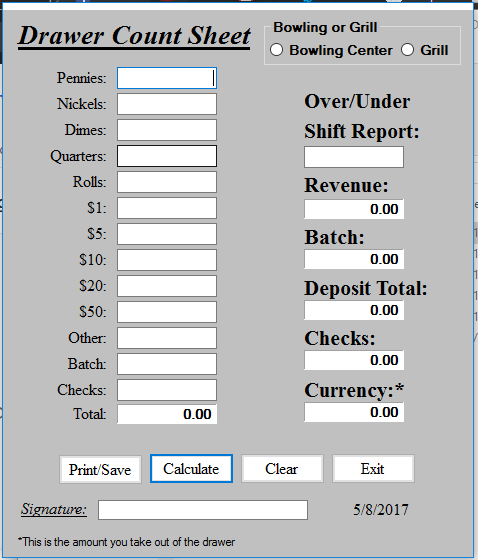 Drawer Count Sheet
Bowling or Grill
Bowling Center
Grill
Pennies:
Nickels:
Dimes:
Quarters:
Rolls:
$1:
$5:
$10:
$20:
$50:
Other:
Batch:
Checks:
Total: 0.00
Over/Under
Shift Report:
Revenue:
0.00
Batch:
0.00
Deposit Total:
0.00
Checks:
0.00
Currency:*
0.00
Print/Save
Calculate
Clear
Exit
Signature:
5/8/2017
*This is the amount you take out of the drawer